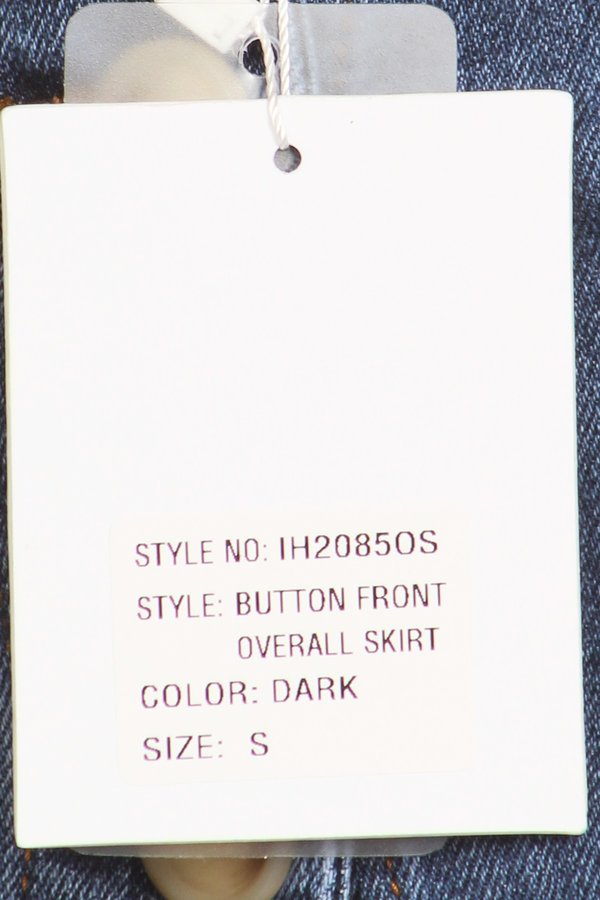 STYLE NO: IH2085OS
STYLE: BUTTON FRONT
OVERALL SKIRT
COLOR: DARK
SIZE: S